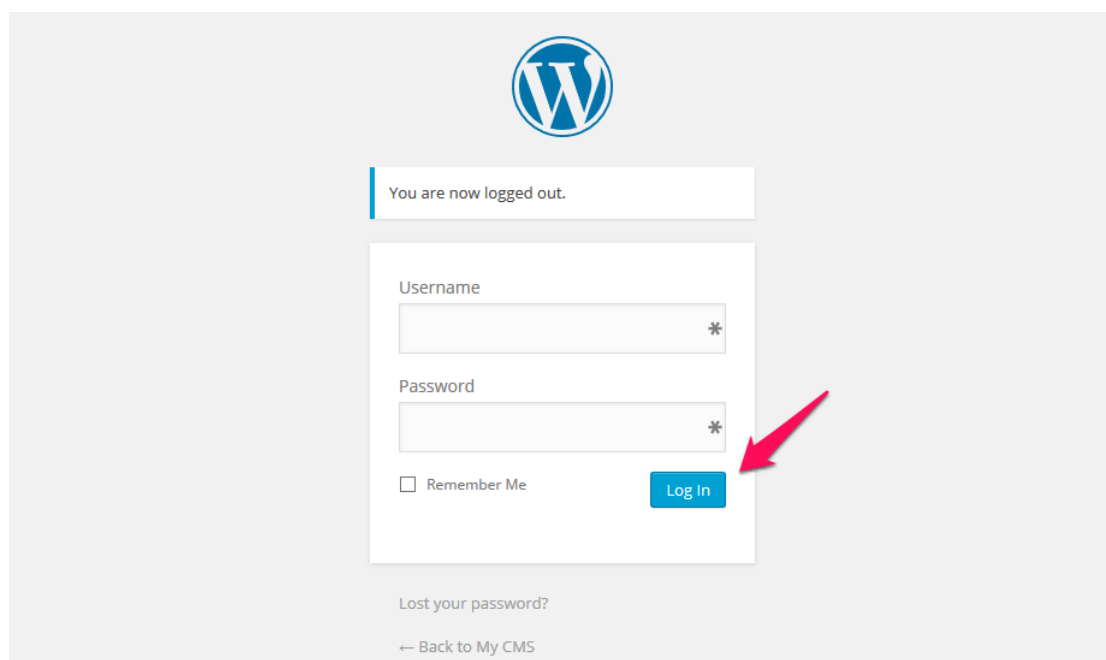 You are now logged out.
Username
Password
Remember Me
Log In
Lost your password?
← Back to My CMS